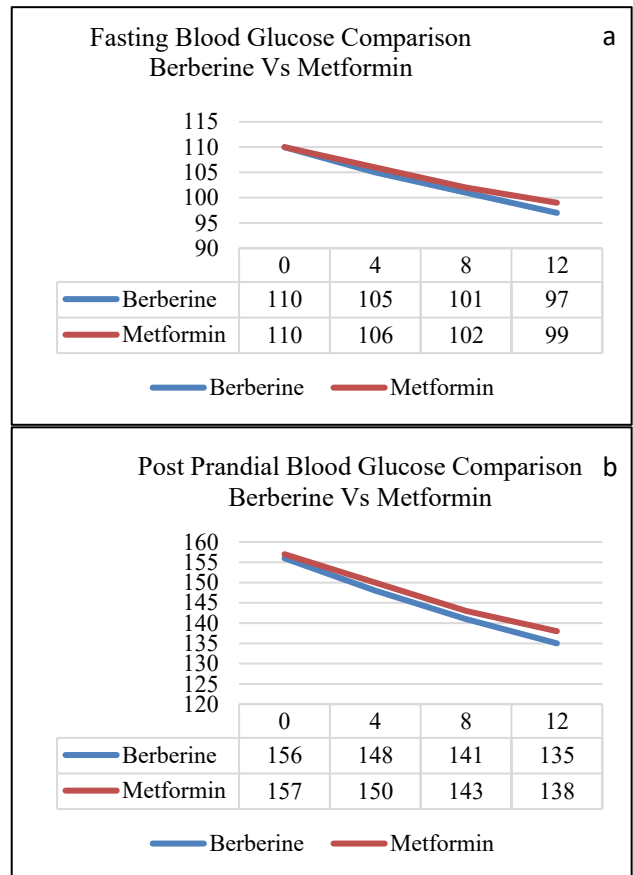 Fasting Blood Glucose Comparison
Berberine Vs Metformin
a
115
110
105
100
95
90
0 4 8 12
Berberine 110 105 101 97
Metformin 110 106 102 99
Berberine Metformin
Post Prandial Blood Glucose Comparison
Berberine Vs Metformin
b
160
155
150
145
140
135
130
125
120
0 4 8 12
Berberine 156 148 141 135
Metformin 157 150 143 138
Berberine Metformin